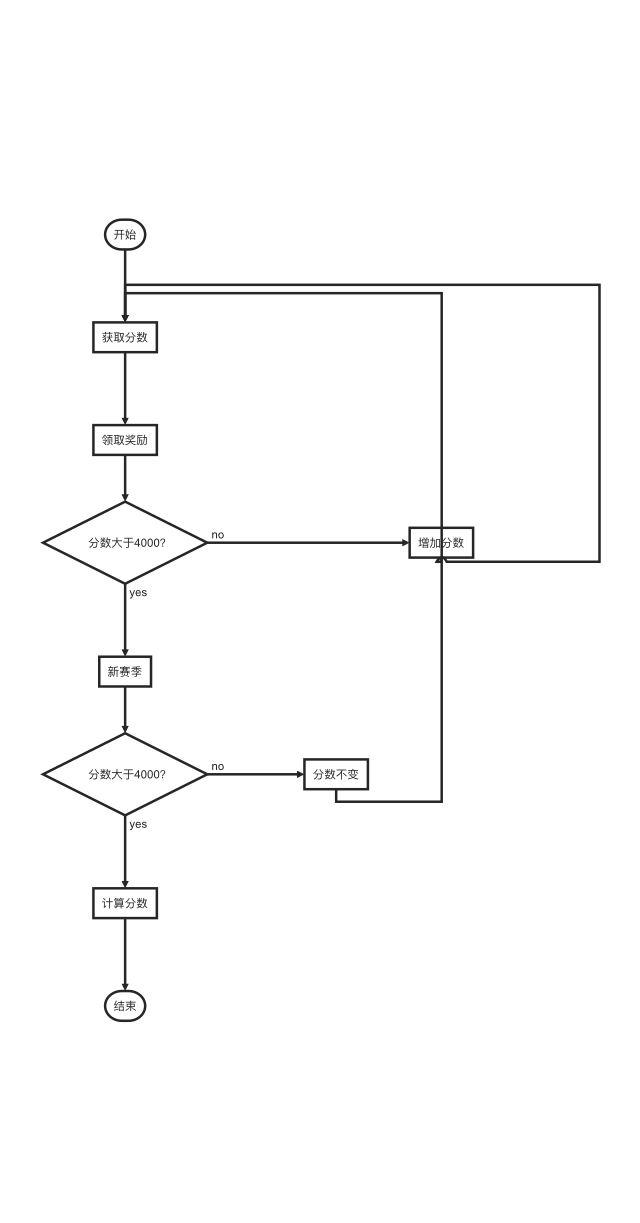 开始
获取分数
领取奖励
分数大于4000?
no
增加分数
yes
新赛季
分数大于4000?
no
分数不变
yes
计算分数
结束